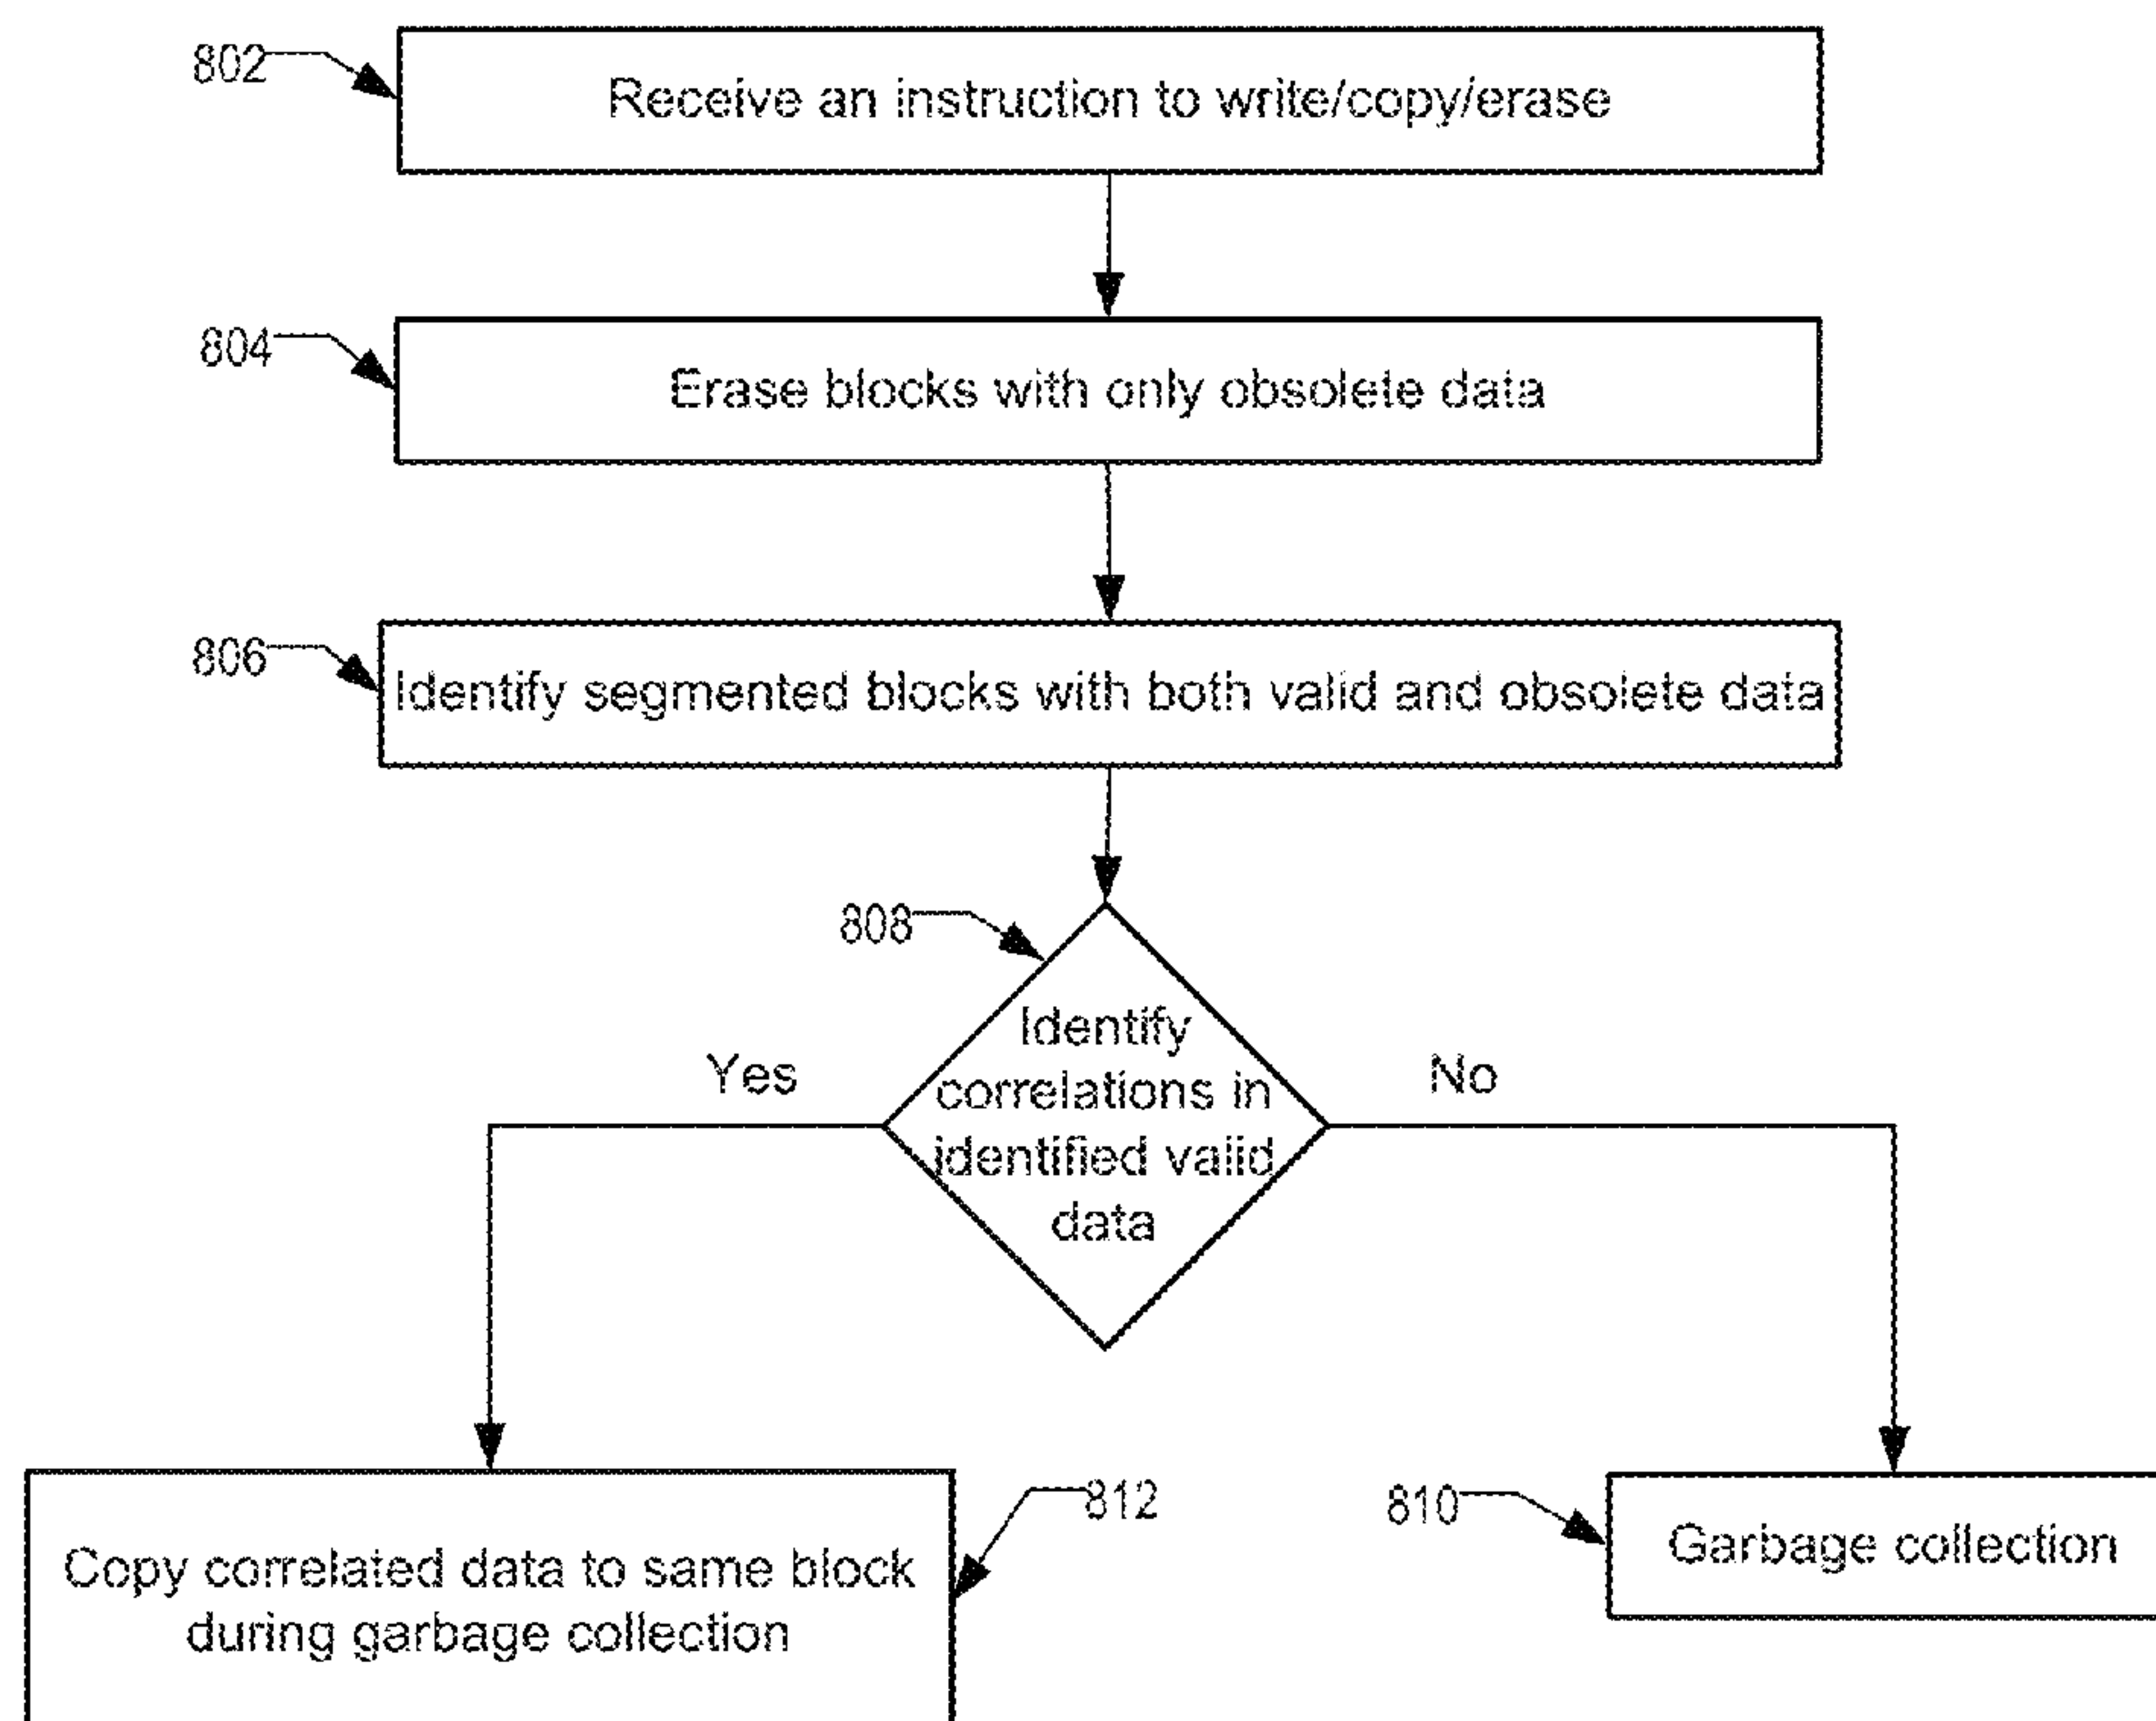 802
Receive an instruction to write/copy/erase
804
Erase blocks with only obsolete data
806
Identify segmented blocks with both valid and obsolete data
808
Identify
correlations in
identified valid
data
Yes
No
812
810
Copy correlated data to same block
during garbage collection
Garbage collection